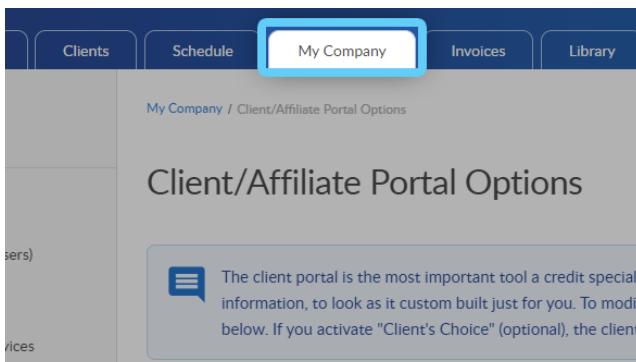 Clients Schedule My Company Invoices Library
My Company / Client/Affiliate Portal Options
Client/Affiliate Portal Options
sers)
The client portal is the most important tool a credit special
information, to look as it custom built just for you. To modi
below. If you activate "Client's Choice" (optional), the client
vices